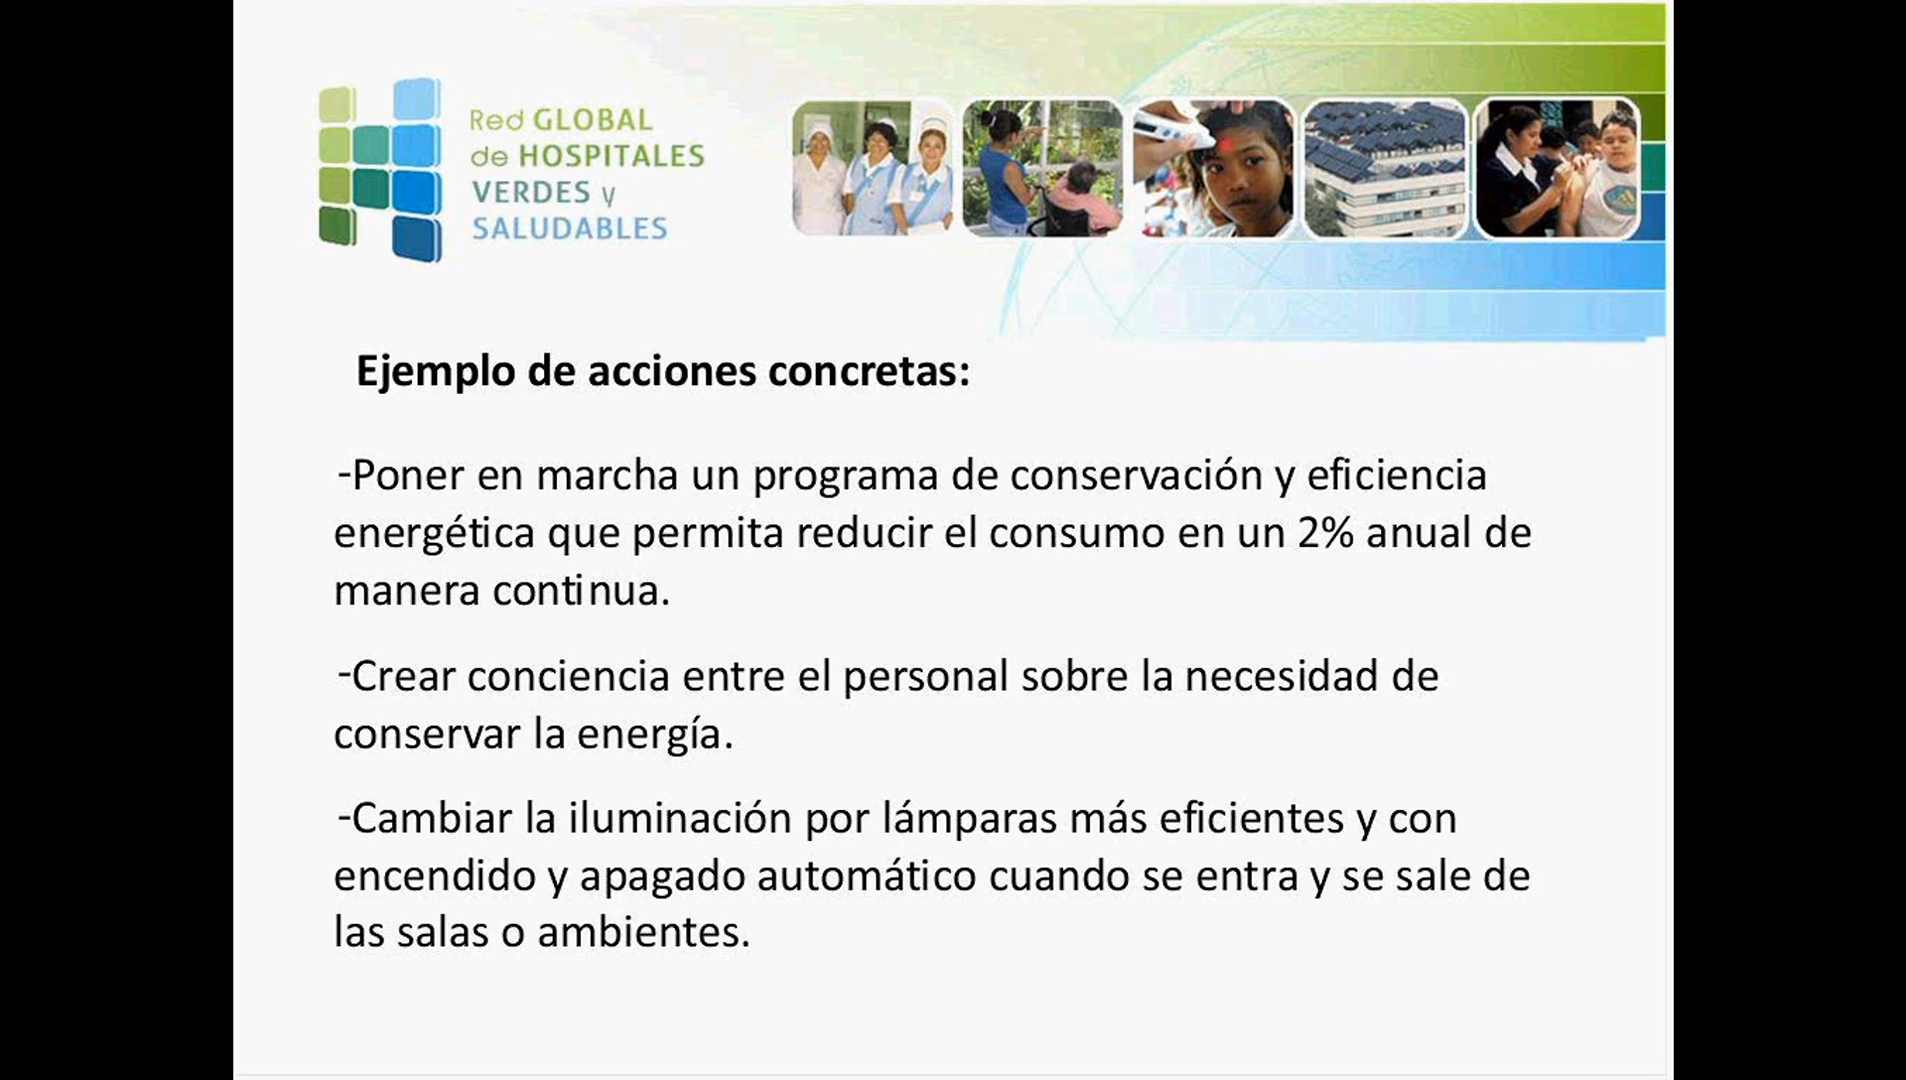 Red GLOBAL
de HOSPITALES
VERDES y
SALUDABLES
Ejemplo de acciones concretas:
-Poner en marcha un programa de conservación y eficiencia
energética que permita reducir el consumo en un 2% anual de
manera continua.
-Crear conciencia entre el personal sobre la necesidad de
conservar la energía.
-Cambiar la iluminación por lámparas más eficientes y con
encendido y apagado automático cuando se entra y se sale de
las salas o ambientes.